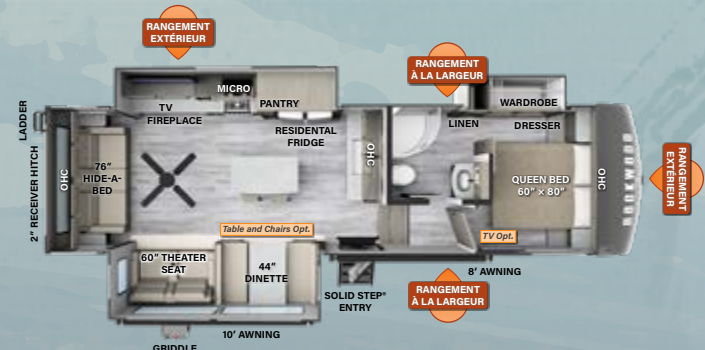 RANGEMENT
EXTÉRIEUR
RANGEMENT
À LA LARGEUR
MICRO
PANTRY
TV
FIREPLACE
RESIDENTAL
FRIDGE
WARDROBE
LINEN
DRESSER
LADDER
2" RECEIVER HITCH
OHC
76"
HIDE-A-
BED
OHC
QUEEN BED
60" × 80"
OHC
BROOKWOOD
RANGEMENT
EXTÉRIEUR
Table and Chairs Opt.
TV Opt.
60" THEATER
SEAT
44"
DINETTE
SOLID STEP®
ENTRY
8' AWNING
RANGEMENT
À LA LARGEUR
10' AWNING
GRIDDLE